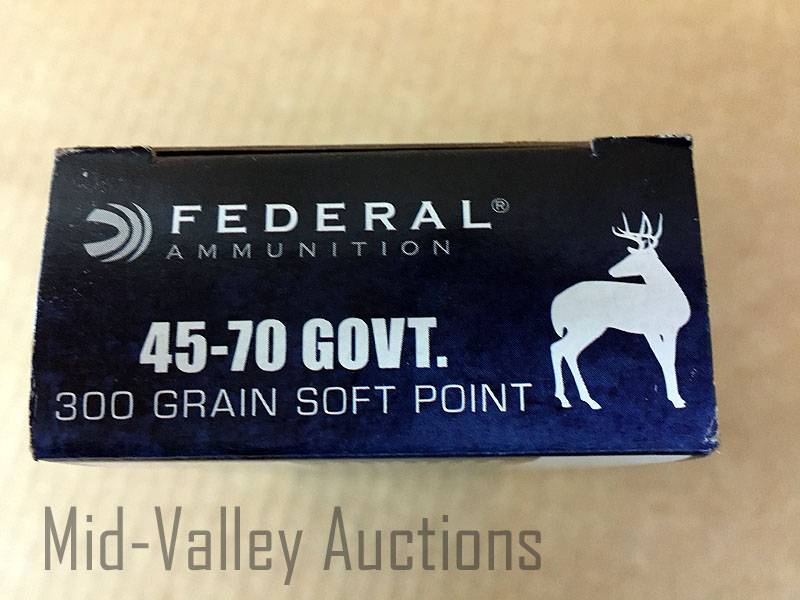 FEDERAL®
AMMUNITION
45-70 GOVT.
300 GRAIN SOFT POINT
Mid-Valley Auctions